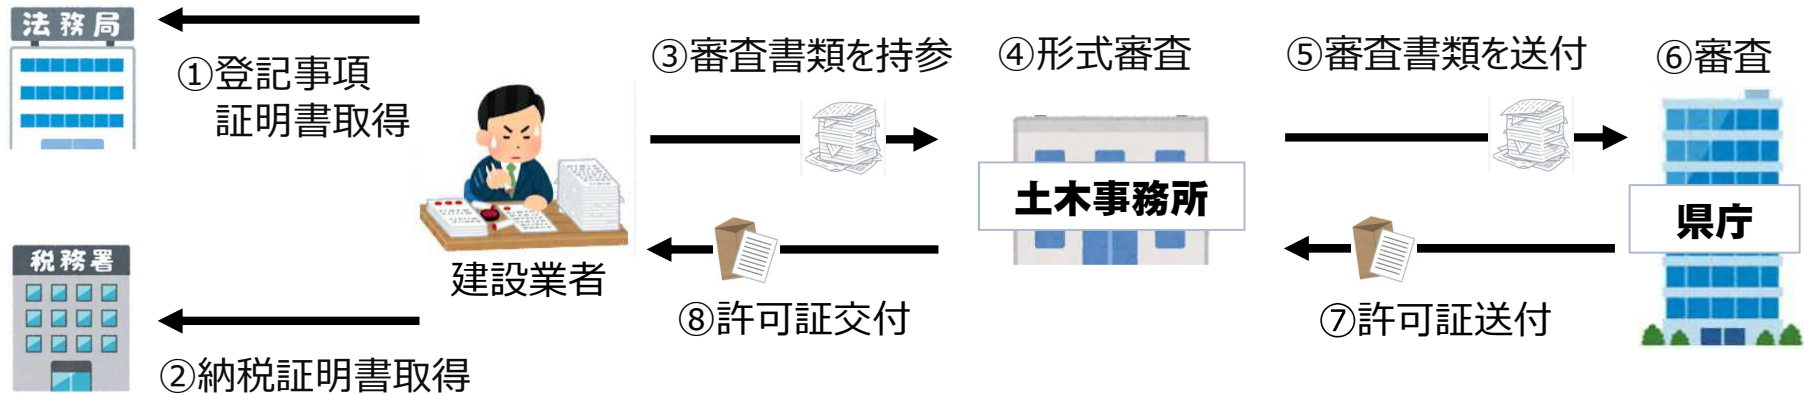 法務局
①登記事項
証明書取得
税務署
②納税証明書取得
建設業者
③審査書類を持参
④形式審査
土木事務所
⑤審査書類を送付
⑥審査
県庁
⑦許可証送付
⑧許可証交付